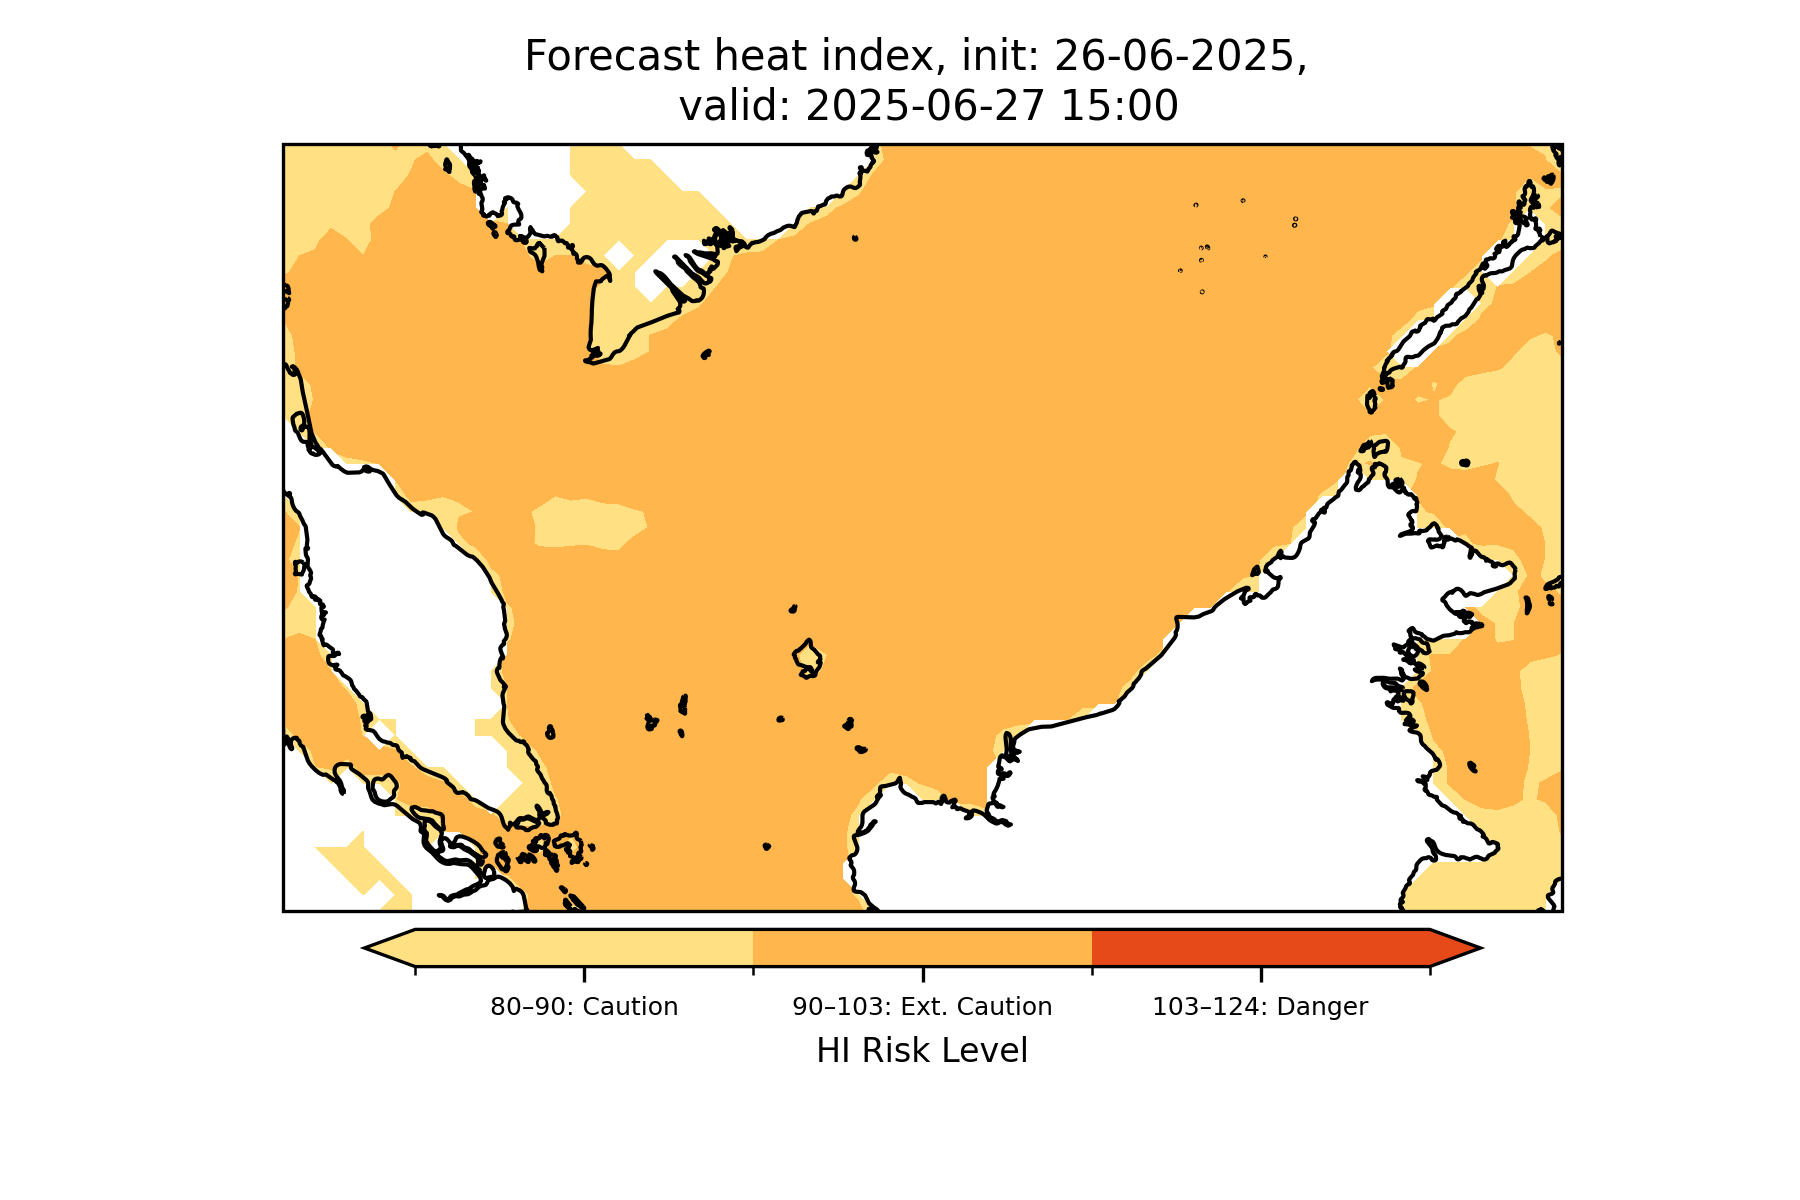 Forecast heat index, init: 26-06-2025,
valid: 2025-06-27 15:00
80–90: Caution
90–103: Ext. Caution
103–124: Danger
HI Risk Level